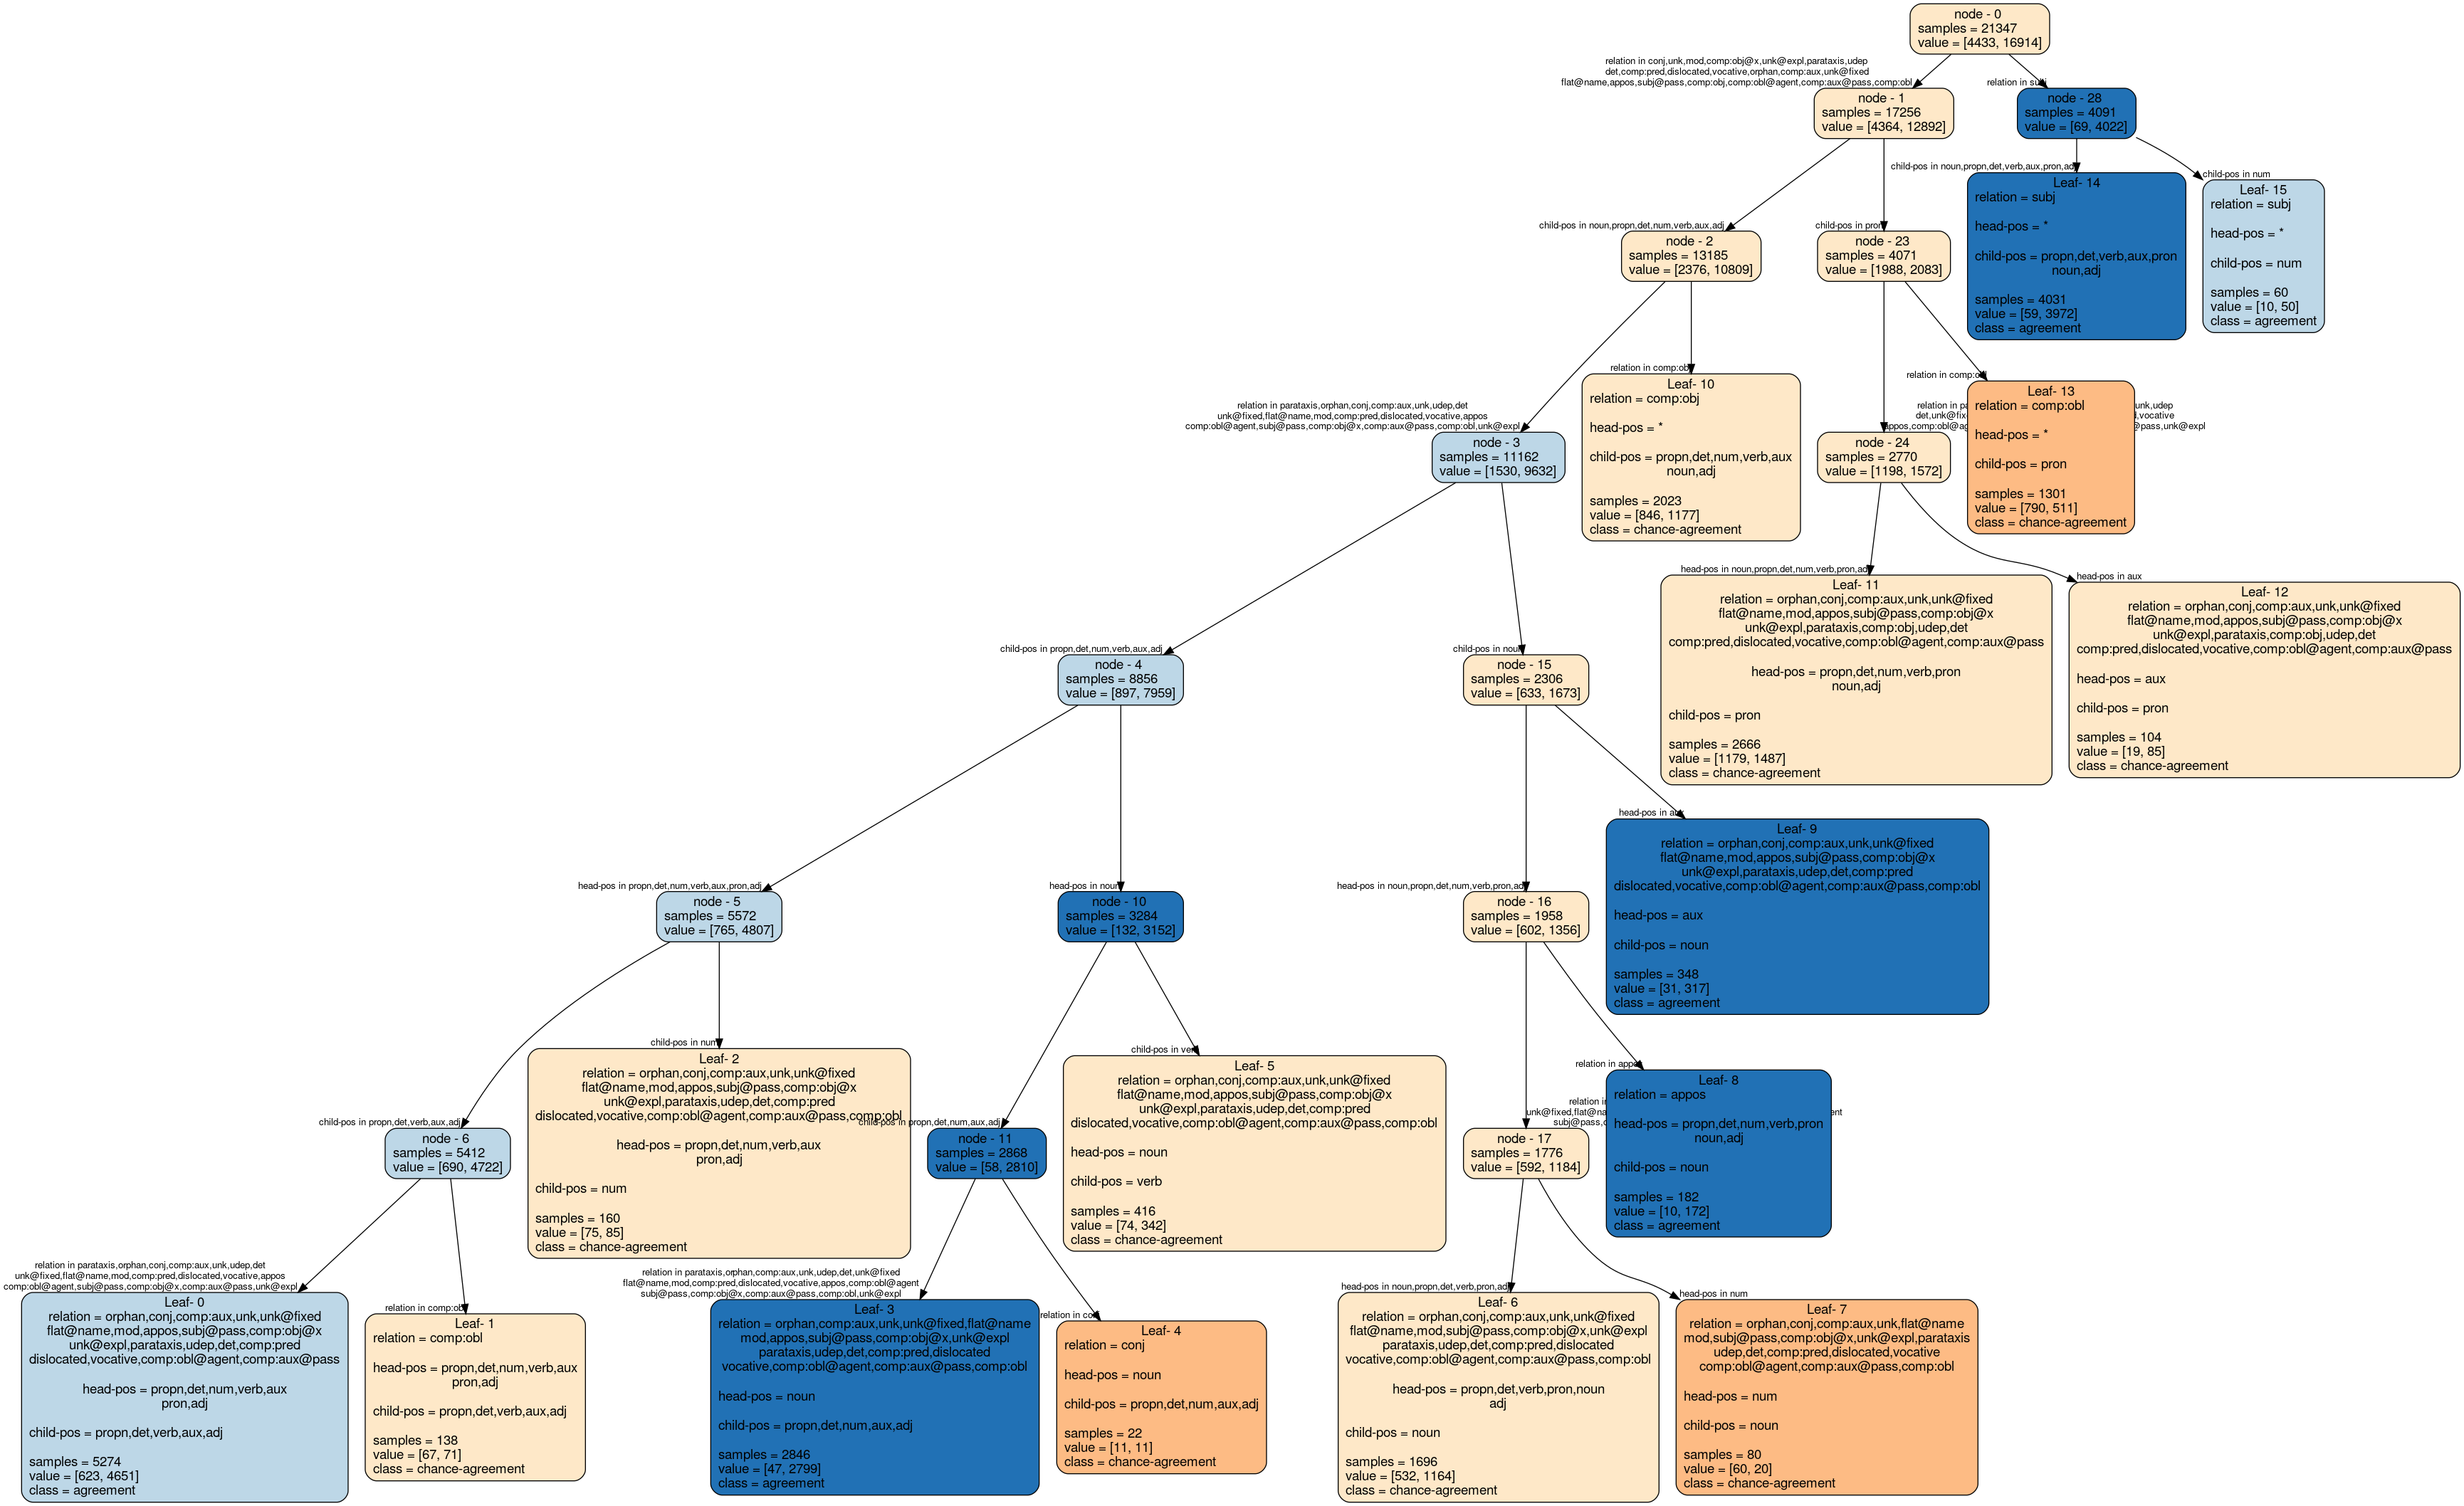 node - 0
samples = 21347
value = [4433, 16914]
relation in conj,unk,mod,comp:obj@x,unk@expl,parataxis,udep
det,comp:pred,dislocated,vocative,orphan,comp:aux,unk@fixed
flat@name,appos,subj@pass,comp:obj,comp:obl@agent,comp:aux@pass,comp:obl
relation in subj
node - 1
samples = 17256
value = [4364, 12892]
node - 28
samples = 4091
value = [69, 4022]
child-pos in noun,propn,det,verb,aux,pron,adj
child-pos in num
Leaf- 14
relation = subj
head-pos = *
child-pos = propn,det,verb,aux,pron
noun,adj
samples = 4031
value = [59, 3972]
class = agreement
Leaf- 15
relation = subj
head-pos = *
child-pos = num
samples = 60
value = [10, 50]
class = agreement
child-pos in noun,propn,det,num,verb,aux,adj
child-pos in pron
node - 2
samples = 13185
value = [2376, 10809]
node - 23
samples = 4071
value = [1988, 2083]
relation in comp:obj
Leaf- 10
relation = comp:obj
head-pos = *
child-pos = propn,det,num,verb,aux
noun,adj
samples = 2023
value = [846, 1177]
class = chance-agreement
relation in comp:obl
Leaf- 13
relation = comp:obl
head-pos = *
child-pos = pron
samples = 1301
value = [790, 511]
class = chance-agreement
relation in parataxis,orphan,conj,comp:aux,unk,udep,det
unk@fixed,flat@name,mod,comp:pred,dislocated,vocative,appos
comp:obl@agent,subj@pass,comp:obj@x,comp:aux@pass,comp:obl,unk@expl
node - 3
samples = 11162
value = [1530, 9632]
relation in unk,udep
vocative
pass,unk@expl
node - 24
samples = 2770
value = [1198, 1572]
head-pos in noun,propn,det,num,verb,pron,adj
Leaf- 11
relation = orphan,conj,comp:aux,unk,unk@fixed
flat@name,mod,appos,subj@pass,comp:obj@x
unk@expl,parataxis,comp:obj,udep,det
comp:pred,dislocated,vocative,comp:obl@agent,comp:aux@pass
head-pos = propn,det,num,verb,pron
noun,adj
child-pos = pron
samples = 2666
value = [1179, 1487]
class = chance-agreement
head-pos in aux
Leaf- 12
relation = orphan,conj,comp:aux,unk,unk@fixed
flat@name,mod,appos,subj@pass,comp:obj@x
unk@expl,parataxis,comp:obj,udep,det
comp:pred,dislocated,vocative,comp:obl@agent,comp:aux@pass
head-pos = aux
child-pos = pron
samples = 104
value = [19, 85]
class = chance-agreement
child-pos in propn,det,num,verb,aux,adj
node - 4
samples = 8856
value = [897, 7959]
child-pos in noun
node - 15
samples = 2306
value = [633, 1673]
head-pos in aux
Leaf- 9
relation = orphan,conj,comp:aux,unk,unk@fixed
flat@name,mod,appos,subj@pass,comp:obj@x
unk@expl,parataxis,udep,det,comp:pred
dislocated,vocative,comp:obl@agent,comp:aux@pass,comp:obl
head-pos = aux
child-pos = noun
samples = 348
value = [31, 317]
class = agreement
head-pos in propn,det,num,verb,aux,pron,adj
node - 5
samples = 5572
value = [765, 4807]
head-pos in noun
node - 10
samples = 3284
value = [132, 3152]
head-pos in noun,propn,det,num,verb,pron,adj
node - 16
samples = 1958
value = [602, 1356]
child-pos in num
Leaf- 2
relation = orphan,conj,comp:aux,unk,unk@fixed
flat@name,mod,appos,subj@pass,comp:obj@x
unk@expl,parataxis,udep,det,comp:pred
dislocated,vocative,comp:obl@agent,comp:aux@pass,comp:obl
head-pos = propn,det,num,verb,aux
pron,adj
child-pos = num
samples = 160
value = [75, 85]
class = chance-agreement
child-pos in verb
Leaf- 5
relation = orphan,conj,comp:aux,unk,unk@fixed
flat@name,mod,appos,subj@pass,comp:obj@x
unk@expl,parataxis,udep,det,comp:pred
dislocated,vocative,comp:obl@agent,comp:aux@pass,comp:obl
head-pos = noun
child-pos = verb
samples = 416
value = [74, 342]
class = chance-agreement
relation in appos
Leaf- 8
relation = appos
head-pos = propn,det,num,verb,pron
noun,adj
child-pos = noun
samples = 182
value = [10, 172]
class = agreement
child-pos in propn,det,verb,aux,adj
node - 6
samples = 5412
value = [690, 4722]
child-pos in propn,det,num,aux,adj
node - 11
samples = 2868
value = [58, 2810]
relation in
node - 17
samples = 1776
value = [592, 1184]
relation in parataxis,orphan,conj,comp:aux,unk,udep,det
unk@fixed,flat@name,mod,comp:pred,dislocated,vocative,appos
comp:obl@agent,subj@pass,comp:obj@x,comp:aux@pass,unk@expl
Leaf- 0
relation = orphan,conj,comp:aux,unk,unk@fixed
flat@name,mod,appos,subj@pass,comp:obj@x
unk@expl,parataxis,udep,det,comp:pred
dislocated,vocative,comp:obl@agent,comp:aux@pass
head-pos = propn,det,num,verb,aux
pron,adj
child-pos = propn,det,verb,aux,adj
samples = 5274
value = [623, 4651]
class = agreement
relation in comp:obl
Leaf- 1
relation = comp:obl
head-pos = propn,det,num,verb,aux
pron,adj
child-pos = propn,det,verb,aux,adj
samples = 138
value = [67, 71]
class = chance-agreement
relation in parataxis,orphan,comp:aux,unk,udep,det,unk@fixed
flat@name,mod,comp:pred,dislocated,vocative,appos,comp:obl@agent
subj@pass,comp:obj@x,comp:aux@pass,comp:obl,unk@expl
Leaf- 3
relation = orphan,comp:aux,unk,unk@fixed,flat@name
mod,appos,subj@pass,comp:obj@x,unk@expl
parataxis,udep,det,comp:pred,dislocated
vocative,comp:obl@agent,comp:aux@pass,comp:obl
head-pos = noun
child-pos = propn,det,num,aux,adj
samples = 2846
value = [47, 2799]
class = agreement
relation in conj
Leaf- 4
relation = conj
head-pos = noun
child-pos = propn,det,num,aux,adj
samples = 22
value = [11, 11]
class = chance-agreement
head-pos in noun,propn,det,verb,pron,adj
Leaf- 6
relation = orphan,conj,comp:aux,unk,unk@fixed
flat@name,mod,subj@pass,comp:obj@x,unk@expl
parataxis,udep,det,comp:pred,dislocated
vocative,comp:obl@agent,comp:aux@pass,comp:obl
head-pos = propn,det,verb,pron,noun
adj
child-pos = noun
samples = 1696
value = [532, 1164]
class = chance-agreement
head-pos in num
Leaf- 7
relation = orphan,conj,comp:aux,unk,flat@name
mod,subj@pass,comp:obj@x,unk@expl,parataxis
udep,det,comp:pred,dislocated,vocative
comp:obl@agent,comp:aux@pass,comp:obl
head-pos = num
child-pos = noun
samples = 80
value = [60, 20]
class = chance-agreement